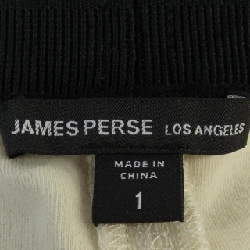 JAMES PERSE LOS ANGELES
MADE IN
CHINA
1